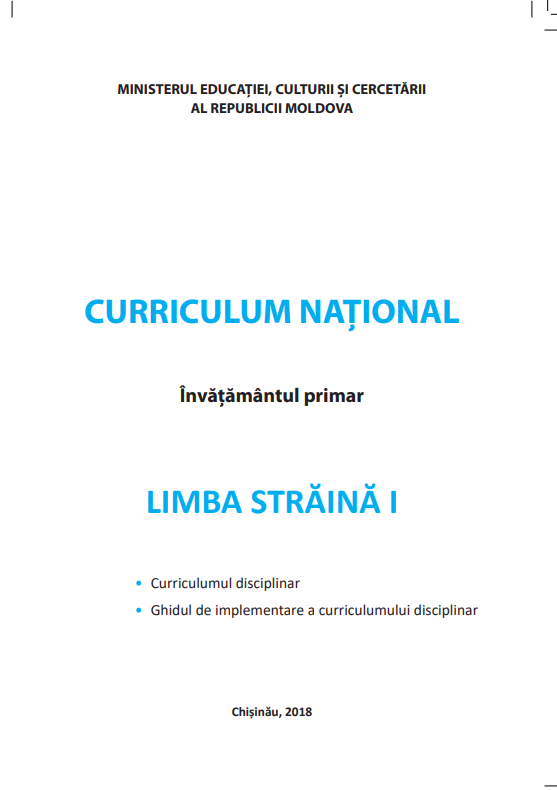 MINISTERUL EDUCAȚIEI, CULTURII ȘI CERCETĂRII
AL REPUBLICII MOLDOVA
CURRICULUM NAȚIONAL
Învățământul primar
LIMBA STRĂINĂ I
• Curriculumul disciplinar
• Ghidul de implementare a curriculumului disciplinar
Chișinău, 2018